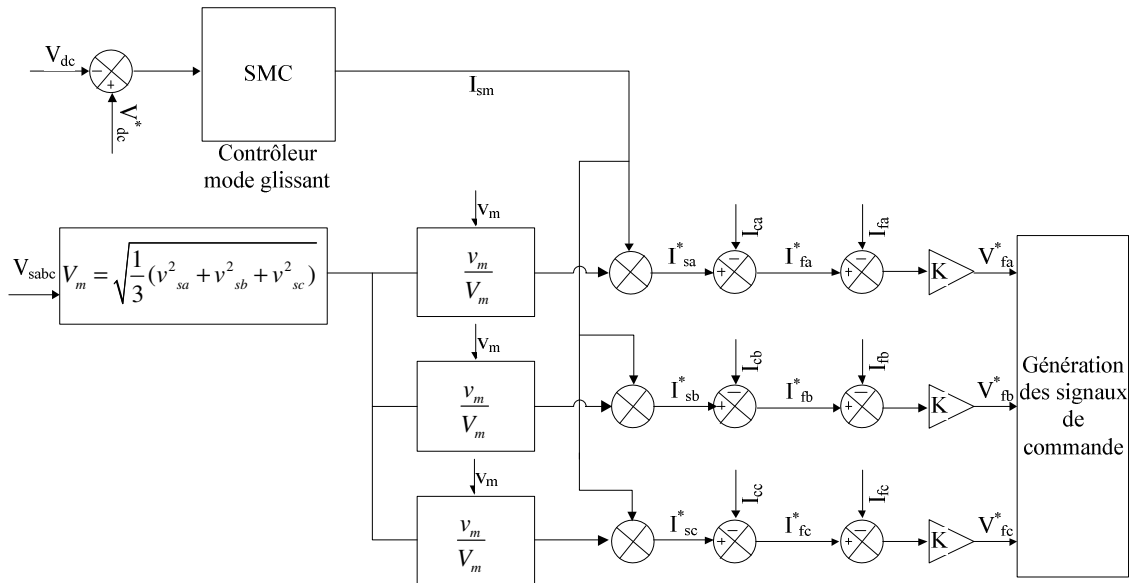 V_dc
V*_dc
SMC
Contrôleur
mode glissant
I_sm
V_sabc
V_m = √(1/3 (v²_sa + v²_sb + v²_sc))
v_m
v_m / V_m
I*_sa
I_ca
I*_fa
I_fa
K
V*_fa
v_m
v_m / V_m
I*_sb
I_cb
I*_fb
I_fb
K
V*_fb
v_m
v_m / V_m
I*_sc
I_cc
I*_fc
I_fc
K
V*_fc
Génération
des signaux
de
commande